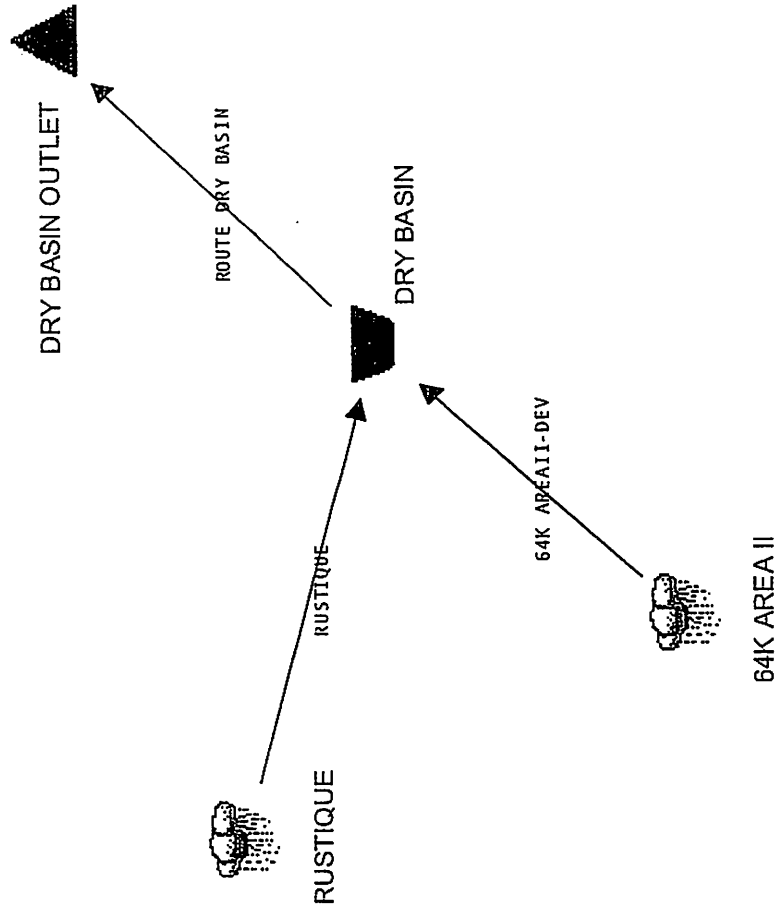 DRY BASIN OUTLET
ROUTE DRY BASIN
DRY BASIN
RUSTIQUE
64K AREAII-DEV
RUSTIQUE
64K AREA II